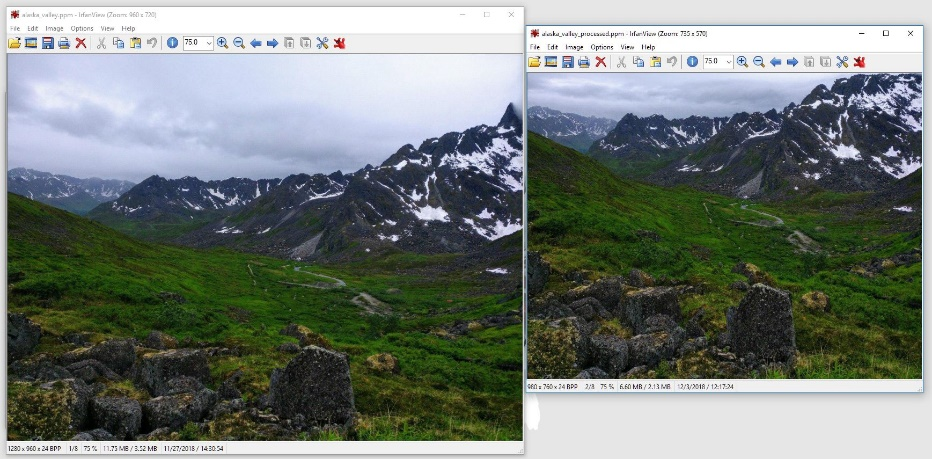 alaska_valley.ppm - IrfanView (Zoom: 960 x 720)
File Edit Image Options View Help
75.0
1280 x 960 x 24 BPP 1/8 75 % 11.75 MB / 3.52 MB 11/27/2018 / 14:30:54
alaska_valley_processed.ppm - IrfanView (Zoom: 735 x 570)
File Edit Image Options View Help
75.0
980 x 760 x 24 BPP 2/8 75 % 6.60 MB / 2.13 MB 12/3/2018 / 12:17:24